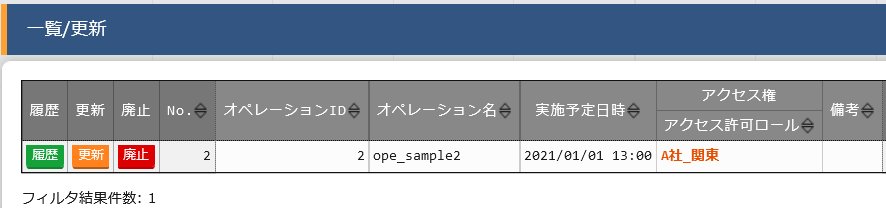 一覧/更新
アクセス権
履歴 更新 廃止 No. オペレーションID オペレーション名 実施予定日時 アクセス許可ロール 備考
履歴 更新 廃止 2 2 ope_sample2 2021/01/01 13:00 A社_関東
フィルタ結果件数: 1